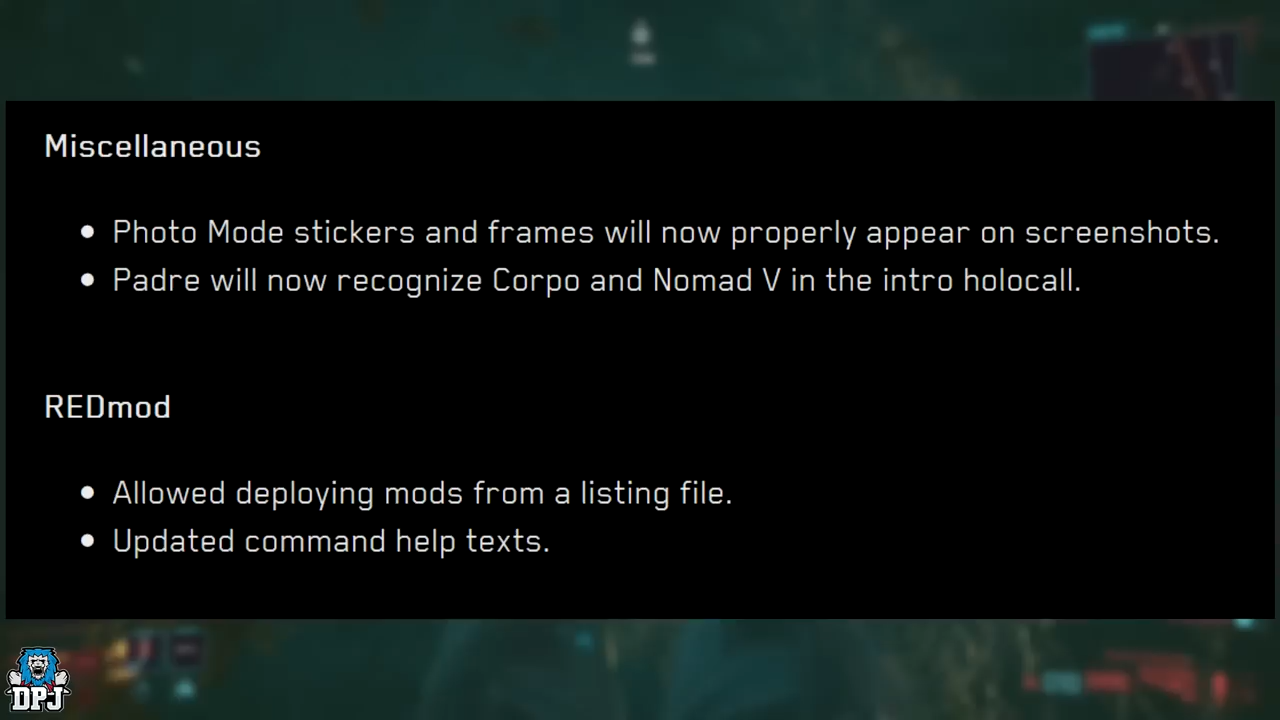 Miscellaneous
Photo Mode stickers and frames will now properly appear on screenshots.
Padre will now recognize Corpo and Nomad V in the intro holocall.
REDmod
Allowed deploying mods from a listing file.
Updated command help texts.
DPJ